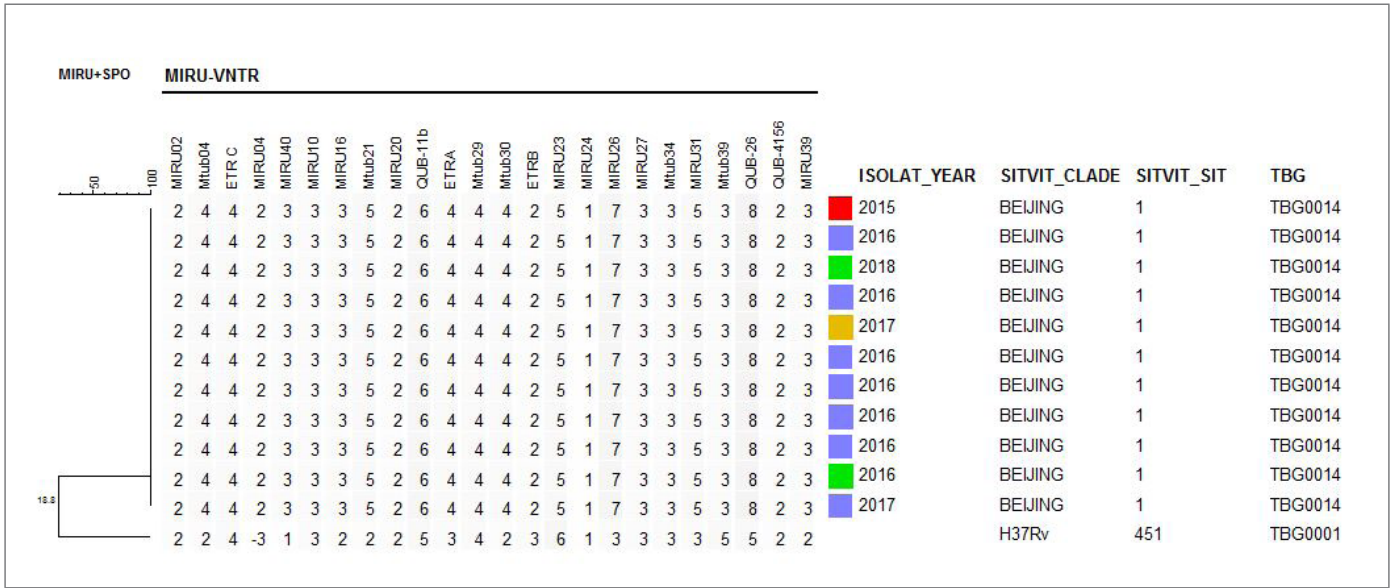 MIRU+SPO MIRU-VNTR
50 100
MIRU02 Mtub04 ETR C MIRU04 MIRU40 MIRU10 MIRU16 Mtub21 MIRU20 QUB-11b ETRA Mtub29 Mtub30 ETRB MIRU23 MIRU24 MIRU26 MIRU27 Mtub34 MIRU31 Mtub39 QUB-26 QUB-4156 MIRU39 ISOLAT_YEAR SITVIT_CLADE SITVIT_SIT TBG
2 4 4 2 3 3 3 5 2 6 4 4 4 2 5 1 7 3 3 5 3 8 2 3 2015 BEIJING 1 TBG0014
2 4 4 2 3 3 3 5 2 6 4 4 4 2 5 1 7 3 3 5 3 8 2 3 2016 BEIJING 1 TBG0014
2 4 4 2 3 3 3 5 2 6 4 4 4 2 5 1 7 3 3 5 3 8 2 3 2018 BEIJING 1 TBG0014
2 4 4 2 3 3 3 5 2 6 4 4 4 2 5 1 7 3 3 5 3 8 2 3 2016 BEIJING 1 TBG0014
2 4 4 2 3 3 3 5 2 6 4 4 4 2 5 1 7 3 3 5 3 8 2 3 2017 BEIJING 1 TBG0014
2 4 4 2 3 3 3 5 2 6 4 4 4 2 5 1 7 3 3 5 3 8 2 3 2016 BEIJING 1 TBG0014
2 4 4 2 3 3 3 5 2 6 4 4 4 2 5 1 7 3 3 5 3 8 2 3 2016 BEIJING 1 TBG0014
2 4 4 2 3 3 3 5 2 6 4 4 4 2 5 1 7 3 3 5 3 8 2 3 2016 BEIJING 1 TBG0014
2 4 4 2 3 3 3 5 2 6 4 4 4 2 5 1 7 3 3 5 3 8 2 3 2016 BEIJING 1 TBG0014
2 4 4 2 3 3 3 5 2 6 4 4 4 2 5 1 7 3 3 5 3 8 2 3 2016 BEIJING 1 TBG0014
18.8 2 4 4 2 3 3 3 5 2 6 4 4 4 2 5 1 7 3 3 5 3 8 2 3 2017 BEIJING 1 TBG0014
2 2 4 -3 1 3 2 2 2 5 3 4 2 3 6 1 3 3 3 3 5 5 2 2 H37Rv 451 TBG0001